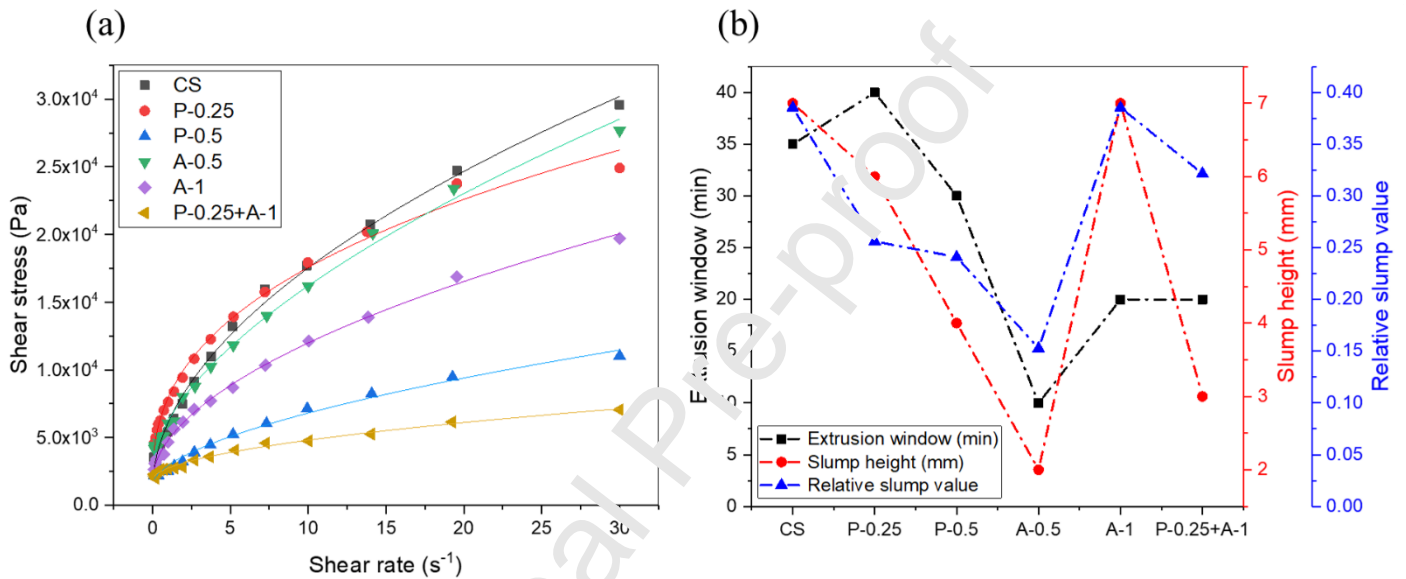 (a)
CS
P-0.25
P-0.5
A-0.5
A-1
P-0.25+A-1
3.0x10⁴
2.5x10⁴
2.0x10⁴
1.5x10⁴
1.0x10⁴
5.0x10³
0.0
Shear stress (Pa)
0 5 10 15 20 25 30
Shear rate (s⁻¹)
(b)
40
35
30
25
20
15
10
5
0
Extrusion window (min)
Extrusion window (min)
Slump height (mm)
Relative slump value
CS P-0.25 P-0.5 A-0.5 A-1 P-0.25+A-1
7
6
5
4
3
2
Slump height (mm)
0.40
0.35
0.30
0.25
0.20
0.15
0.10
0.05
0.00
Relative slump value
Pre-proof